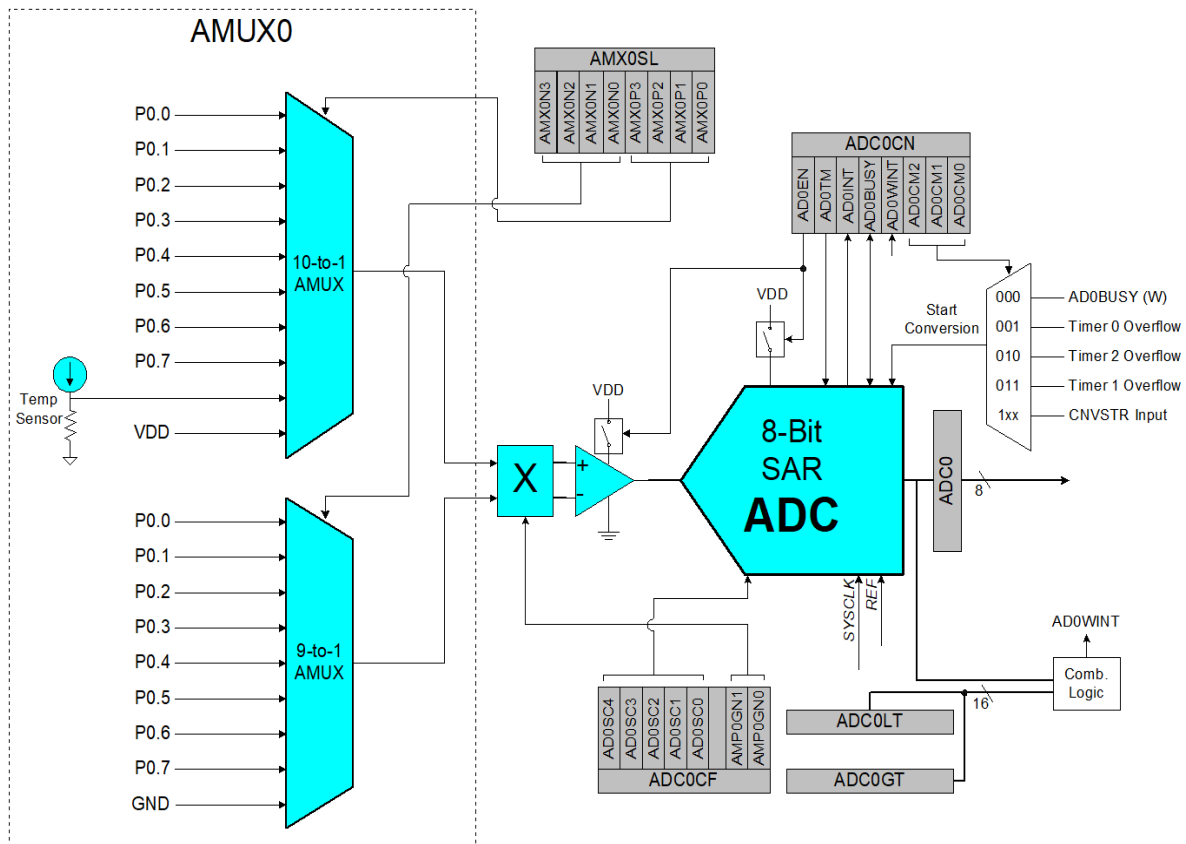 AMUX0
AMX0SL
AMX0N3
AMX0N2
AMX0N1
AMX0N0
AMX0P3
AMX0P2
AMX0P1
AMX0P0
P0.0
P0.1
P0.2
P0.3
P0.4
P0.5
P0.6
P0.7
Temp
Sensor
VDD
10-to-1
AMUX
ADC0CN
AD0EN
AD0TM
AD0INT
AD0BUSY
AD0WINT
AD0CM2
AD0CM1
AD0CM0
VDD
Start
Conversion
000
AD0BUSY (W)
001
Timer 0 Overflow
010
Timer 2 Overflow
011
Timer 1 Overflow
1xx
CNVSTR Input
VDD
X
+
-
8-Bit
SAR
ADC
ADC0
8
P0.0
P0.1
P0.2
P0.3
P0.4
P0.5
P0.6
P0.7
GND
9-to-1
AMUX
SYSCLK
REF
AD0WINT
Comb.
Logic
16
AD0SC4
AD0SC3
AD0SC2
AD0SC1
AD0SC0
AMP0GN1
AMP0GN0
ADC0CF
ADC0LT
ADC0GT